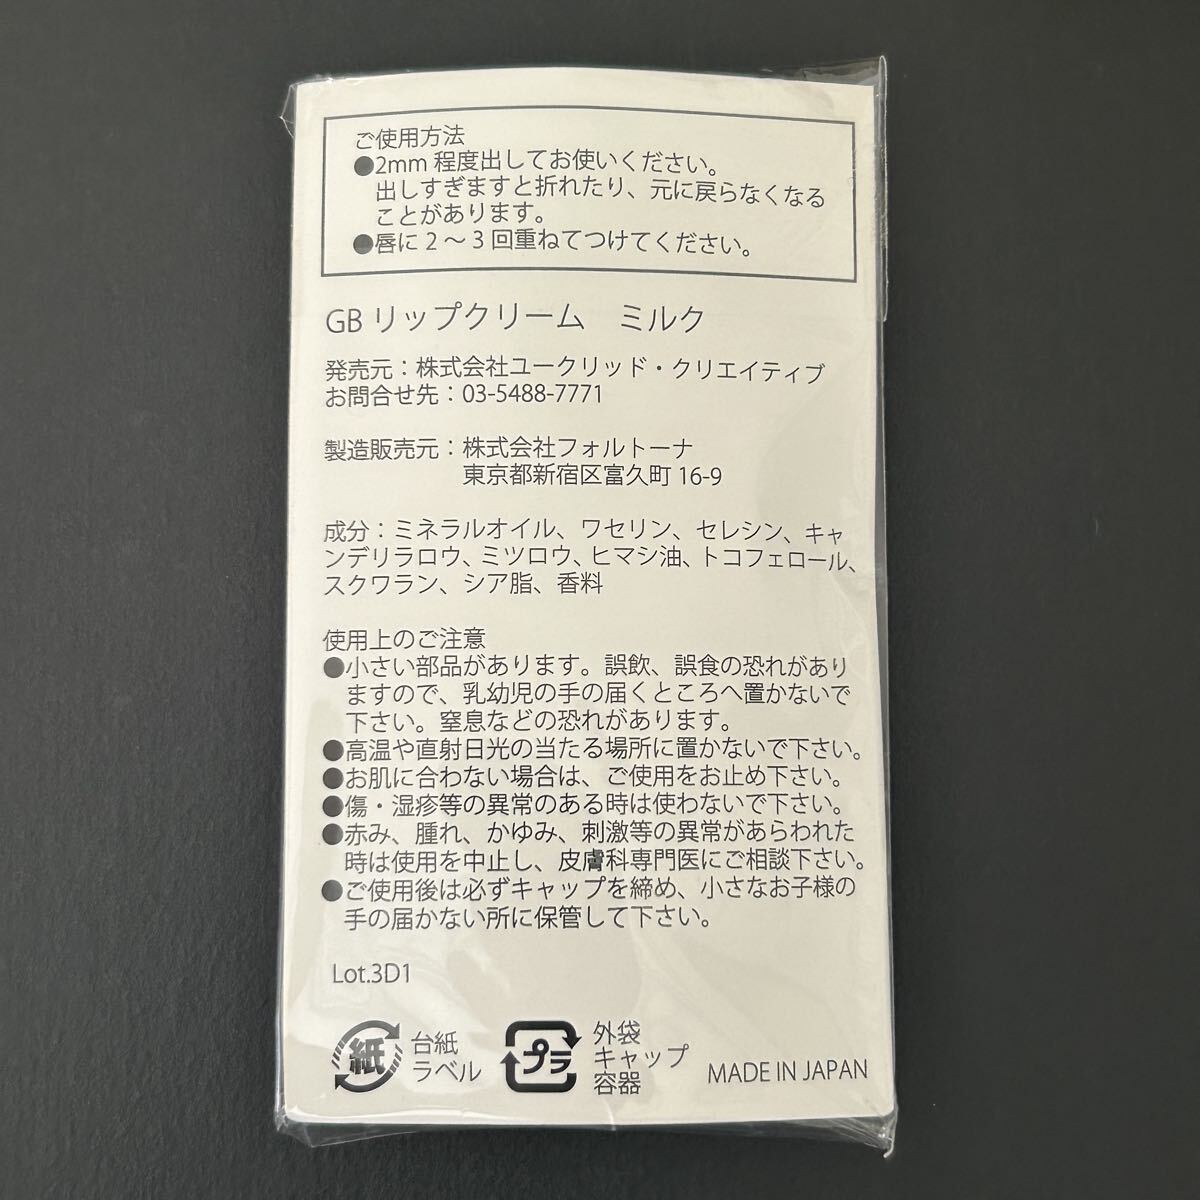 ご使用方法
●2mm 程度出してお使いください。
出しすぎますと折れたり、元に戻らなくなる
ことがあります。
●唇に 2 〜 3 回重ねてつけてください。
GB リップクリーム　ミルク
発売元：株式会社ユークリッド・クリエイティブ
お問合せ先：03-5488-7771
製造販売元：株式会社フォルトーナ
東京都新宿区富久町 16-9
成分：ミネラルオイル、ワセリン、セレシン、キャ
ンデリラロウ、ミツロウ、ヒマシ油、トコフェロール、
スクワラン、シア脂、香料
使用上のご注意
●小さい部品があります。誤飲、誤食の恐れがあり
ますので、乳幼児の手の届くところへ置かないで
下さい。窒息などの恐れがあります。
●高温や直射日光の当たる場所に置かないで下さい。
●お肌に合わない場合は、ご使用をお止め下さい。
●傷・湿疹等の異常のある時は使わないで下さい。
●赤み、腫れ、かゆみ、刺激等の異常があらわれた
時は使用を中止し、皮膚科専門医にご相談下さい。
●ご使用後は必ずキャップを締め、小さなお子様の
手の届かない所に保管して下さい。
Lot.3D1
紙
台紙
ラベル
プラ
外袋
キャップ
容器
MADE IN JAPAN